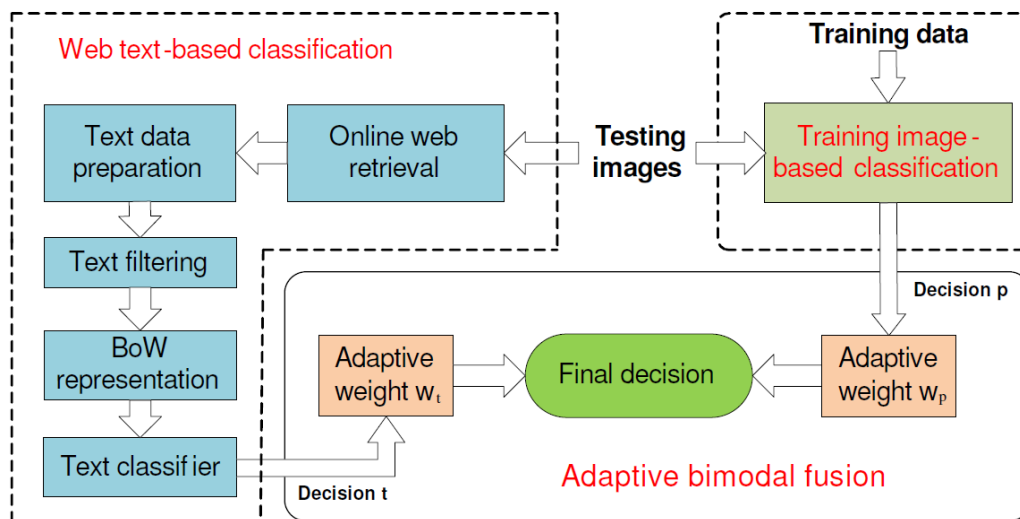 Web text-based classification
Training data
Text data
preparation
Online web
retrieval
Testing
images
Training image-
based classification
Text filtering
Decision p
BoW
representation
Adaptive
weight wt
Final decision
Adaptive
weight wp
Text classifier
Decision t
Adaptive bimodal fusion